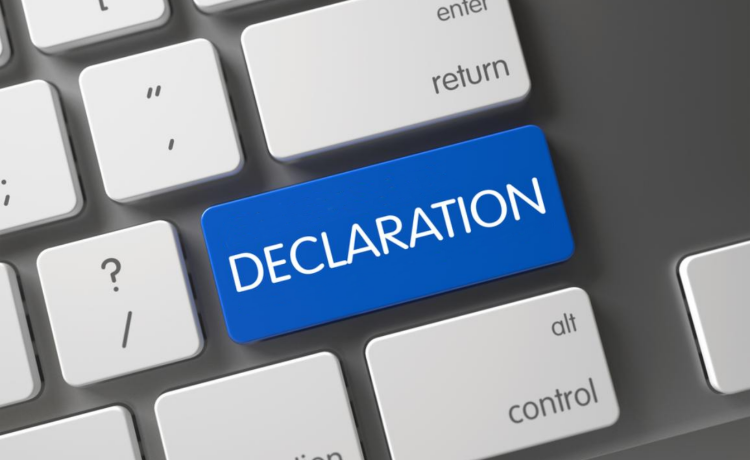 [
enter
return
"
,
;
DECLARATION
?
/
alt
control